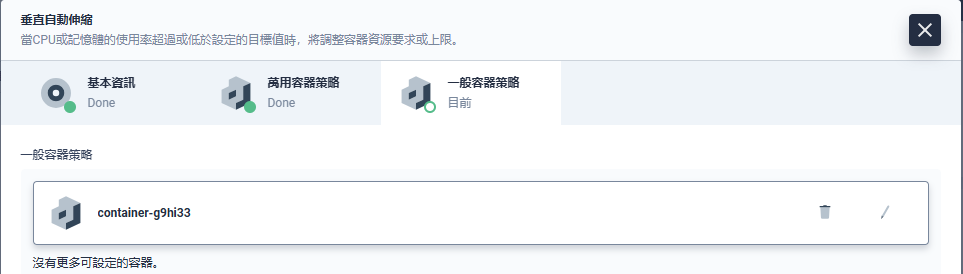 垂直自動伸縮
當CPU或記憶體的使用率超過或低於設定的目標值時，將調整容器資源要求或上限。
基本資訊
Done
萬用容器策略
Done
一般容器策略
目前
一般容器策略
container-g9hi33
沒有更多可設定的容器。